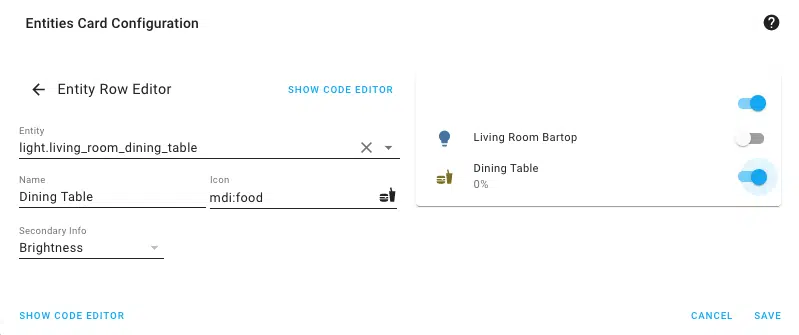 Entities Card Configuration
Entity Row Editor
SHOW CODE EDITOR
Entity
light.living_room_dining_table
Name
Dining Table
Icon
mdi:food
Secondary Info
Brightness
Living Room Bartop
Dining Table
0%
SHOW CODE EDITOR
CANCEL
SAVE